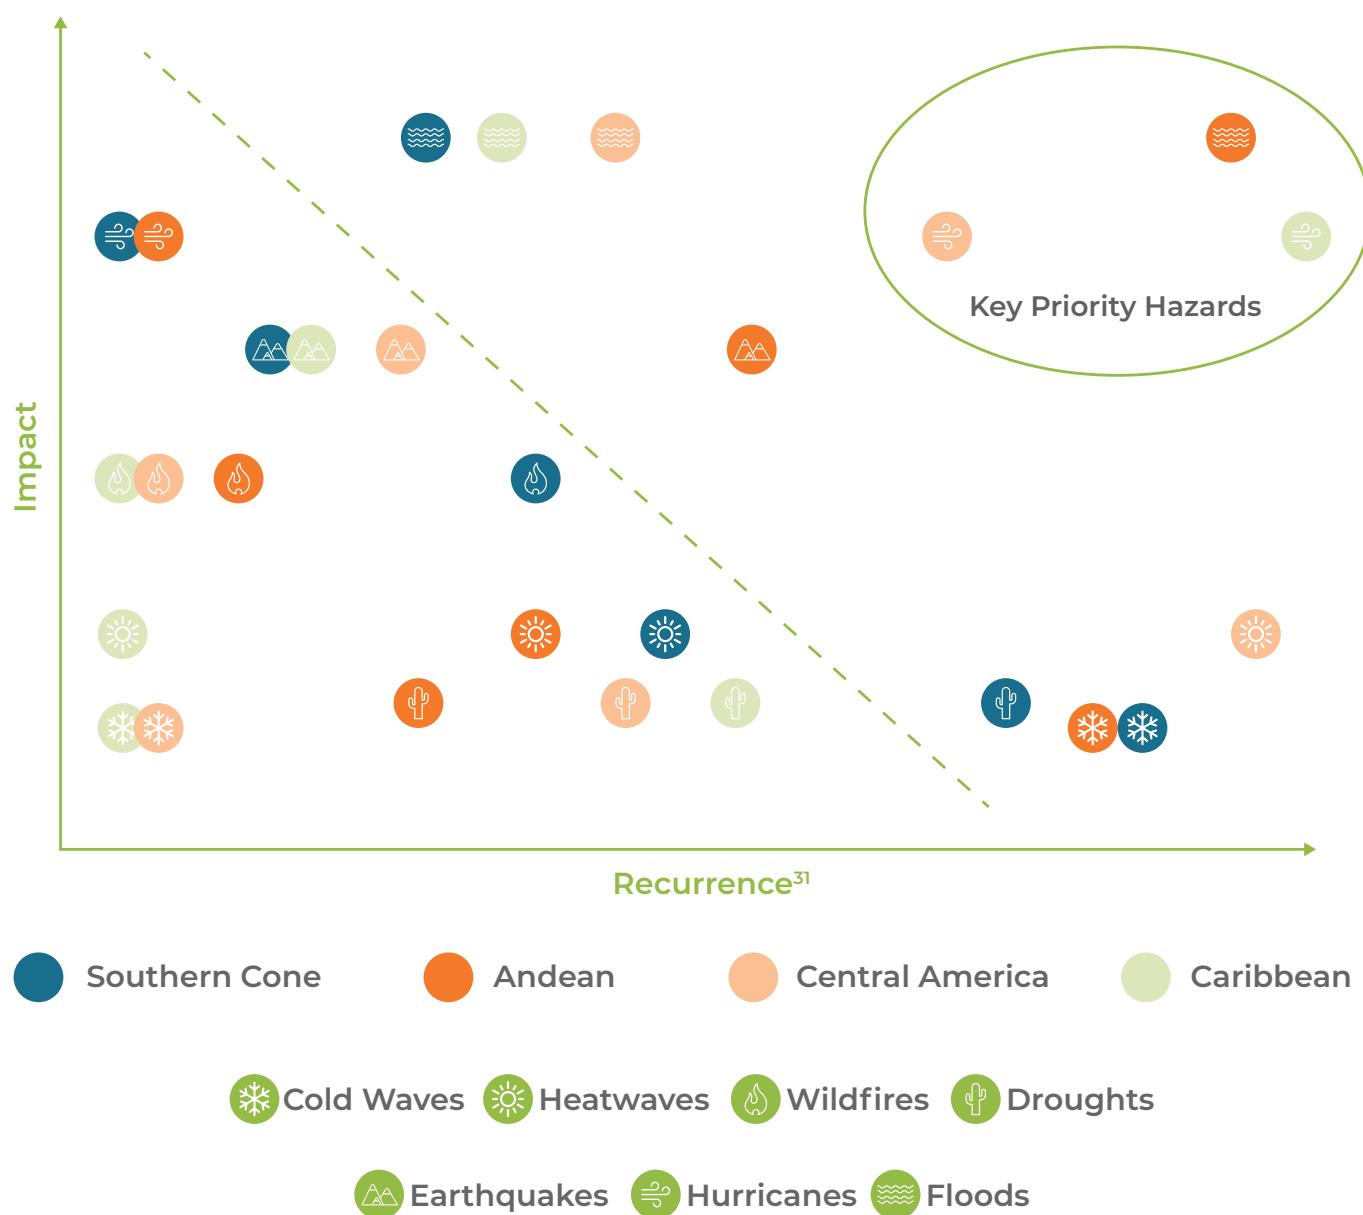 Key Priority Hazards
Impact
Recurrence³¹
Southern Cone
Andean
Central America
Caribbean
Cold Waves
Heatwaves
Wildfires
Droughts
Earthquakes
Hurricanes
Floods